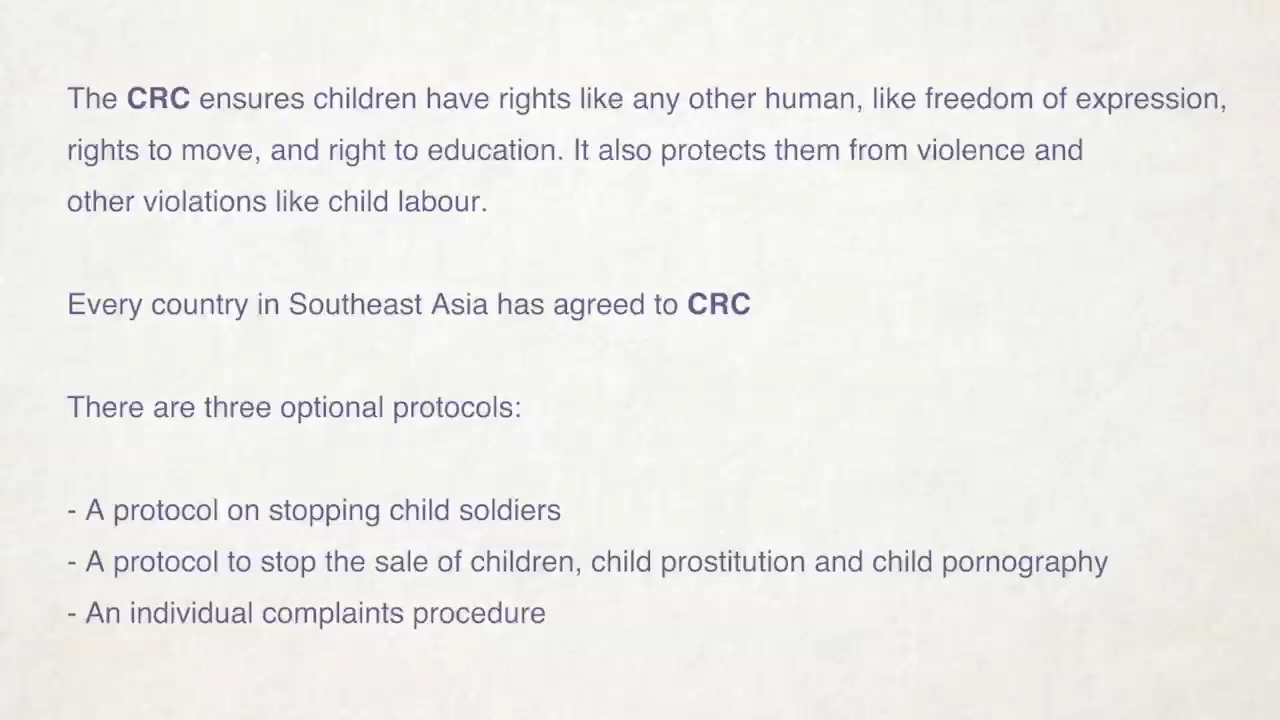 The CRC ensures children have rights like any other human, like freedom of expression,
rights to move, and right to education. It also protects them from violence and
other violations like child labour.
Every country in Southeast Asia has agreed to CRC
There are three optional protocols:
- A protocol on stopping child soldiers
- A protocol to stop the sale of children, child prostitution and child pornography
- An individual complaints procedure